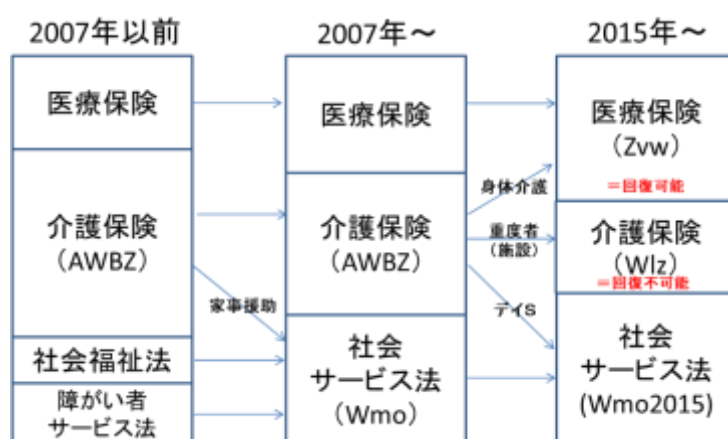 2007年以前
医療保険
介護保険
（AWBZ）
社会福祉法
障がい者
サービス法
家事援助
2007年～
医療保険
介護保険
（AWBZ）
社会
サービス法
（Wmo）
身体介護
重度者
（施設）
デイS
2015年～
医療保険
（Zvw）
＝回復可能
介護保険
（Wlz）
＝回復不可能
社会
サービス法
(Wmo2015)